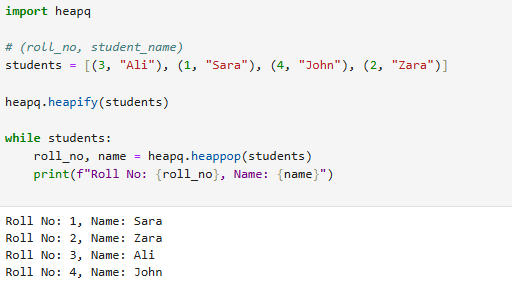 import heapq
# (roll_no, student_name)
students = [(3, "Ali"), (1, "Sara"), (4, "John"), (2, "Zara")]
heapq.heapify(students)
while students:
    roll_no, name = heapq.heappop(students)
    print(f"Roll No: {roll_no}, Name: {name}")
Roll No: 1, Name: Sara
Roll No: 2, Name: Zara
Roll No: 3, Name: Ali
Roll No: 4, Name: John